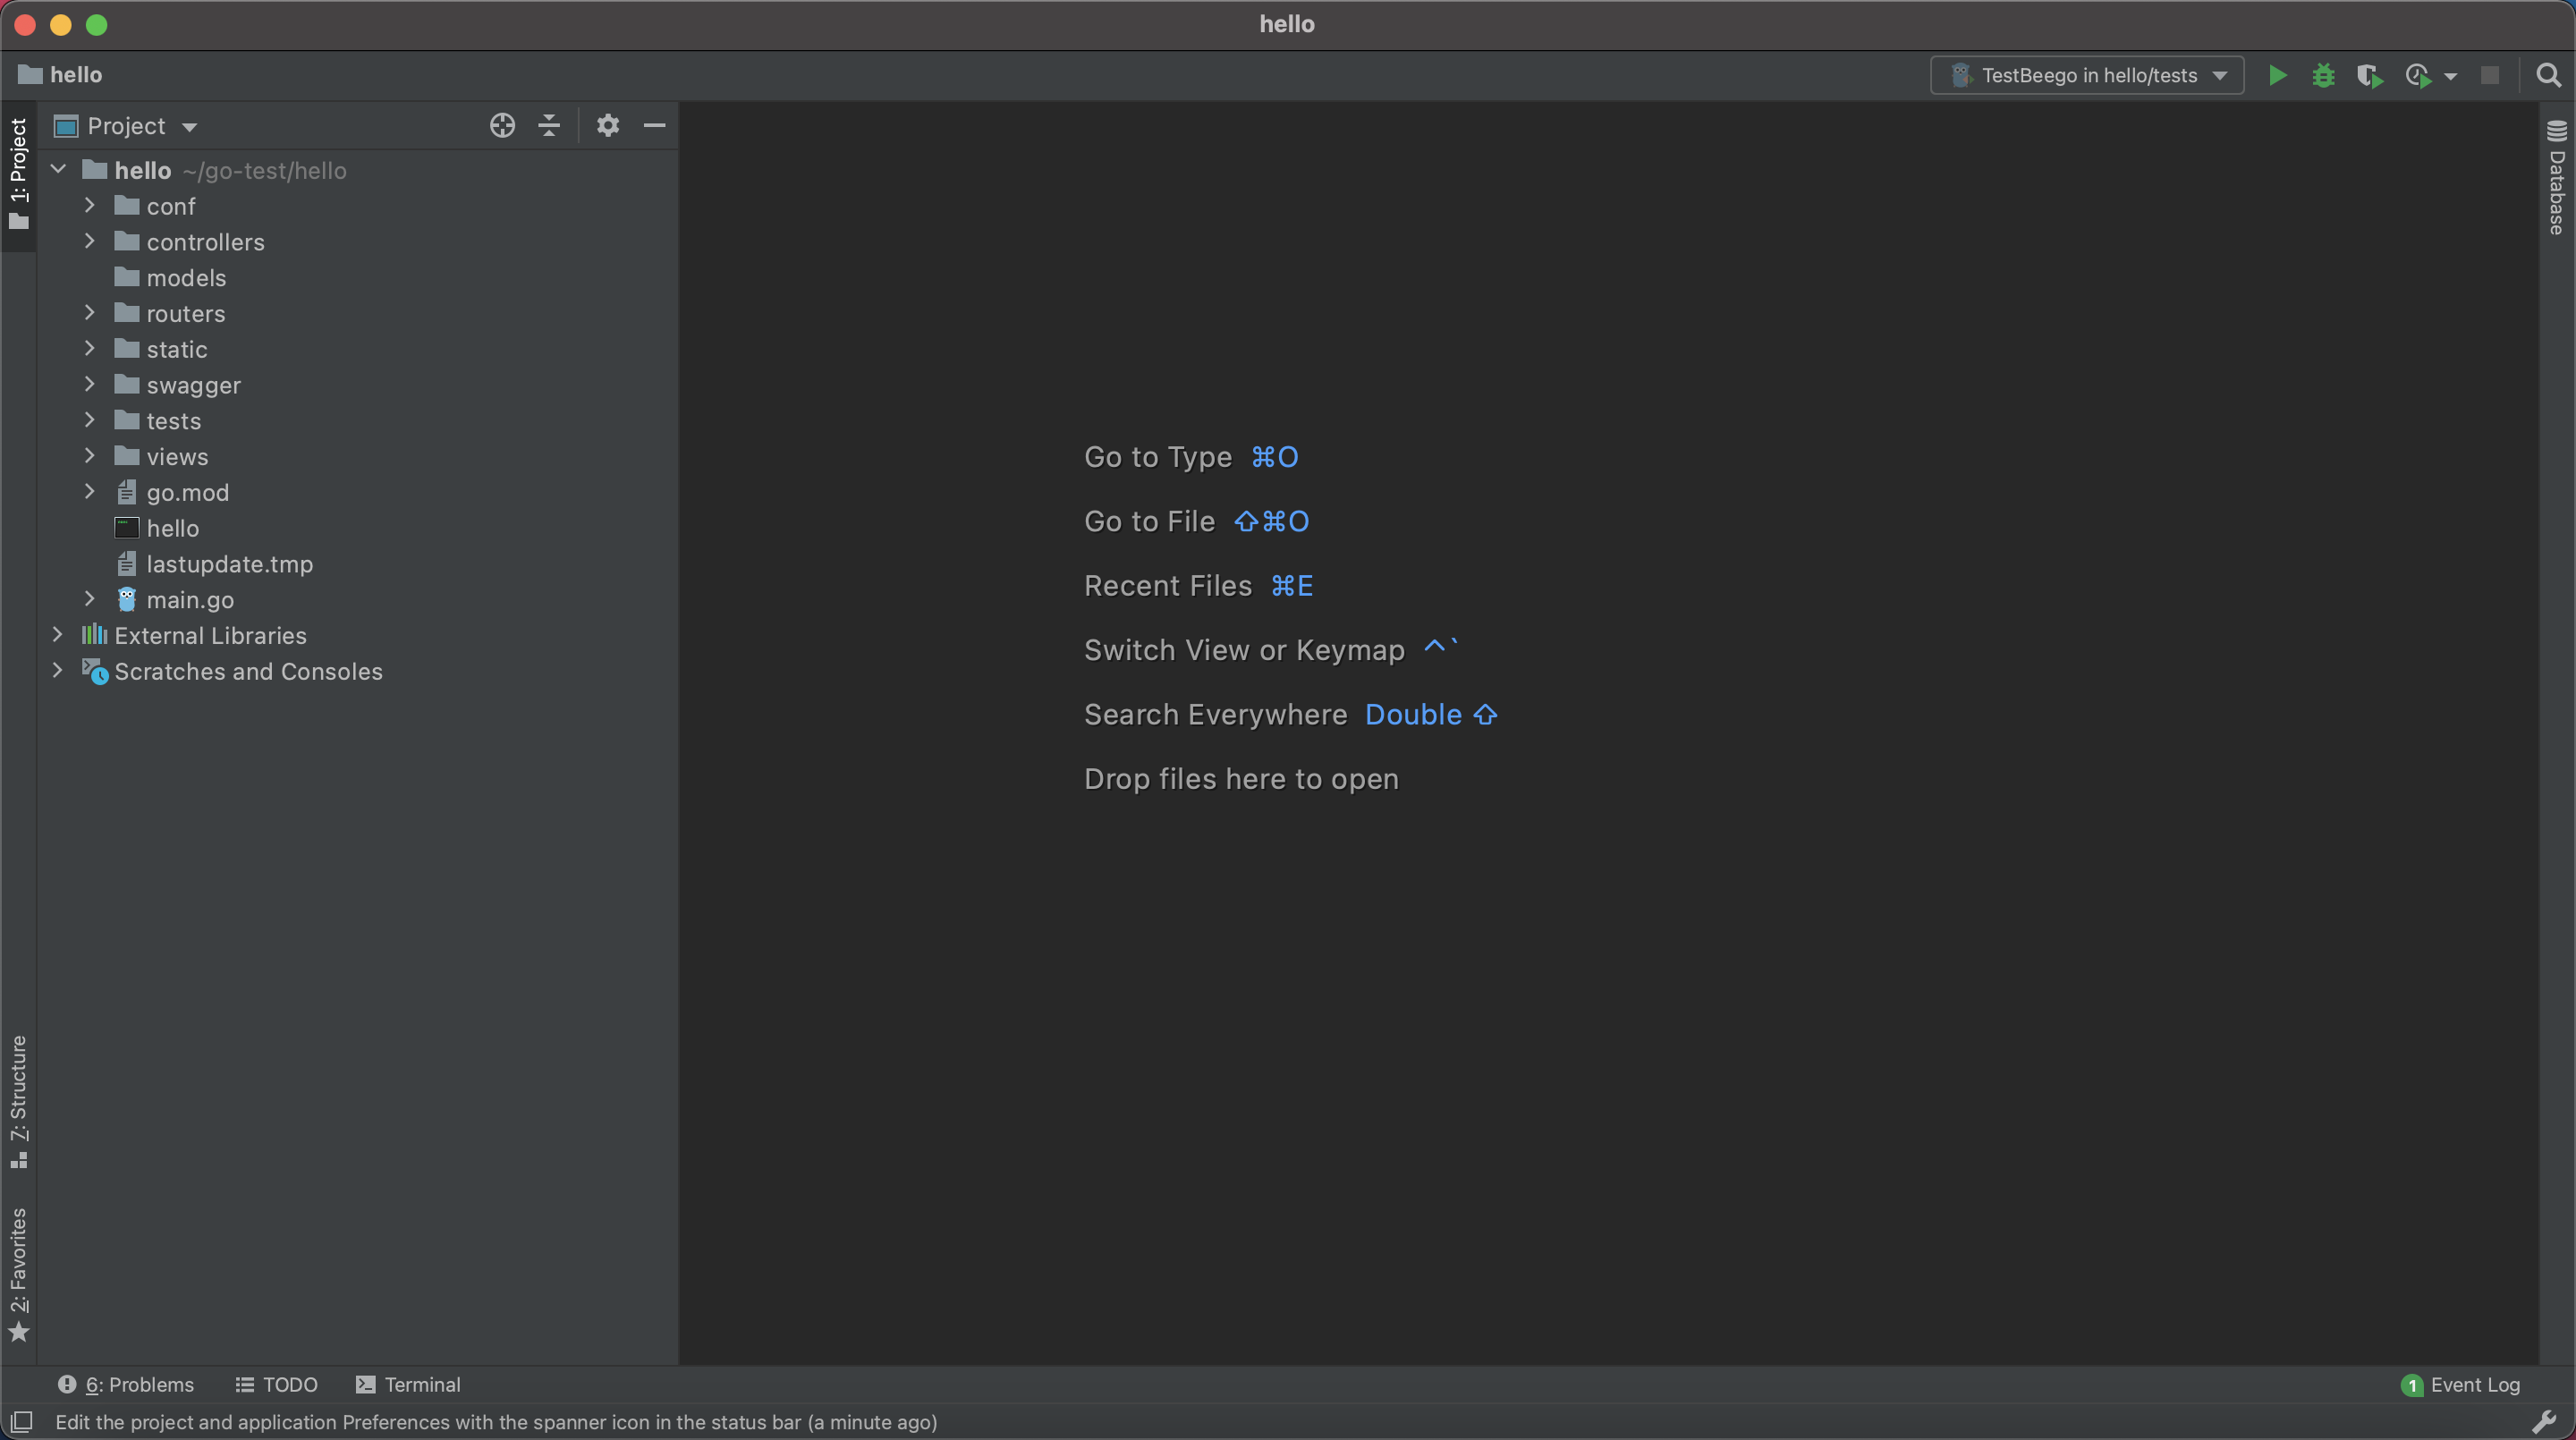 hello
hello
TestBeego in hello/tests
1: Project
Project
hello ~/go-test/hello
conf
controllers
models
routers
static
swagger
tests
views
go.mod
hello
lastupdate.tmp
main.go
External Libraries
Scratches and Consoles
Go to Type ⌘O
Go to File ⇧⌘O
Recent Files ⌘E
Switch View or Keymap ^`
Search Everywhere Double ⇧
Drop files here to open
Database
7: Structure
2: Favorites
6: Problems
TODO
Terminal
1 Event Log
Edit the project and application Preferences with the spanner icon in the status bar (a minute ago)